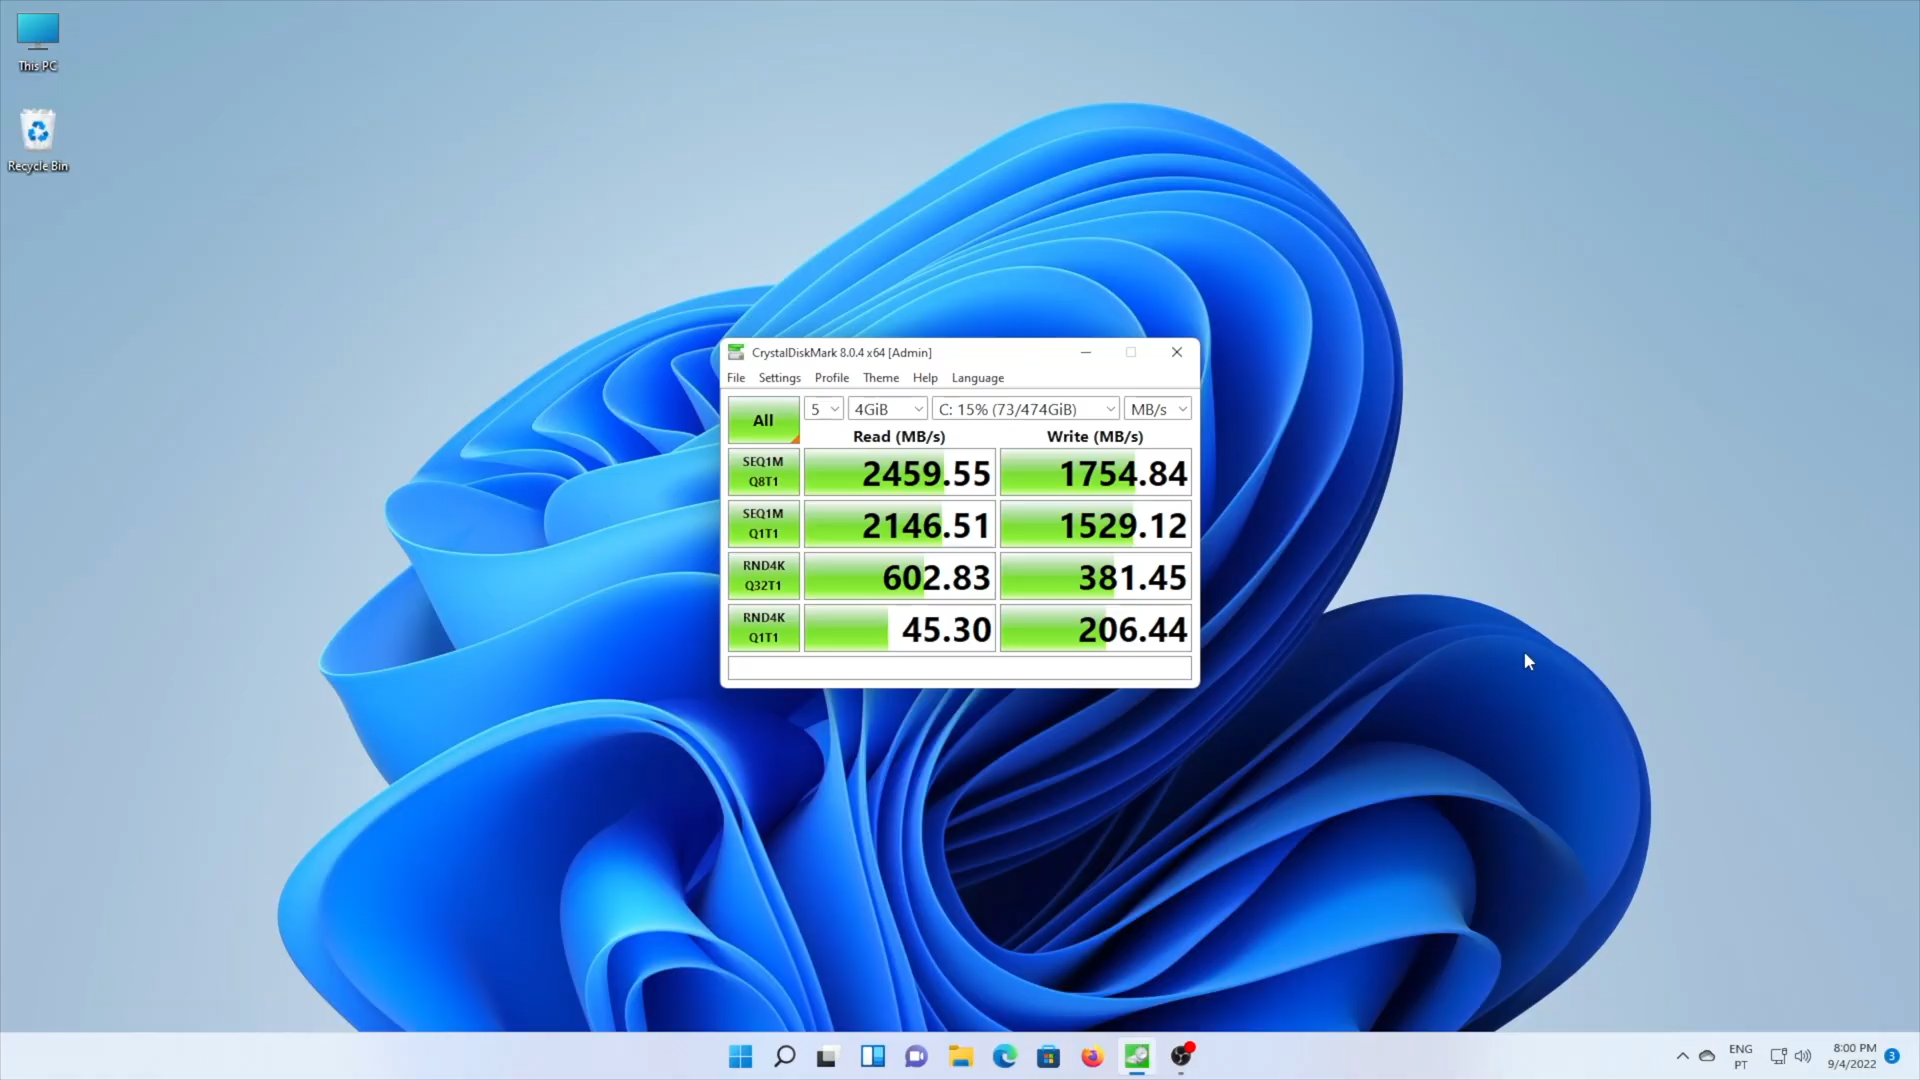 This PC
Recycle Bin
CrystalDiskMark 8.0.4 x64 [Admin]
File Settings Profile Theme Help Language
All 5 4GiB C: 15% (73/474GiB) MB/s
Read (MB/s) Write (MB/s)
SEQ1M
Q8T1
2459.55 1754.84
SEQ1M
Q1T1
2146.51 1529.12
RND4K
Q32T1
602.83 381.45
RND4K
Q1T1
45.30 206.44
ENG
PT
8:00 PM
9/4/2022
3